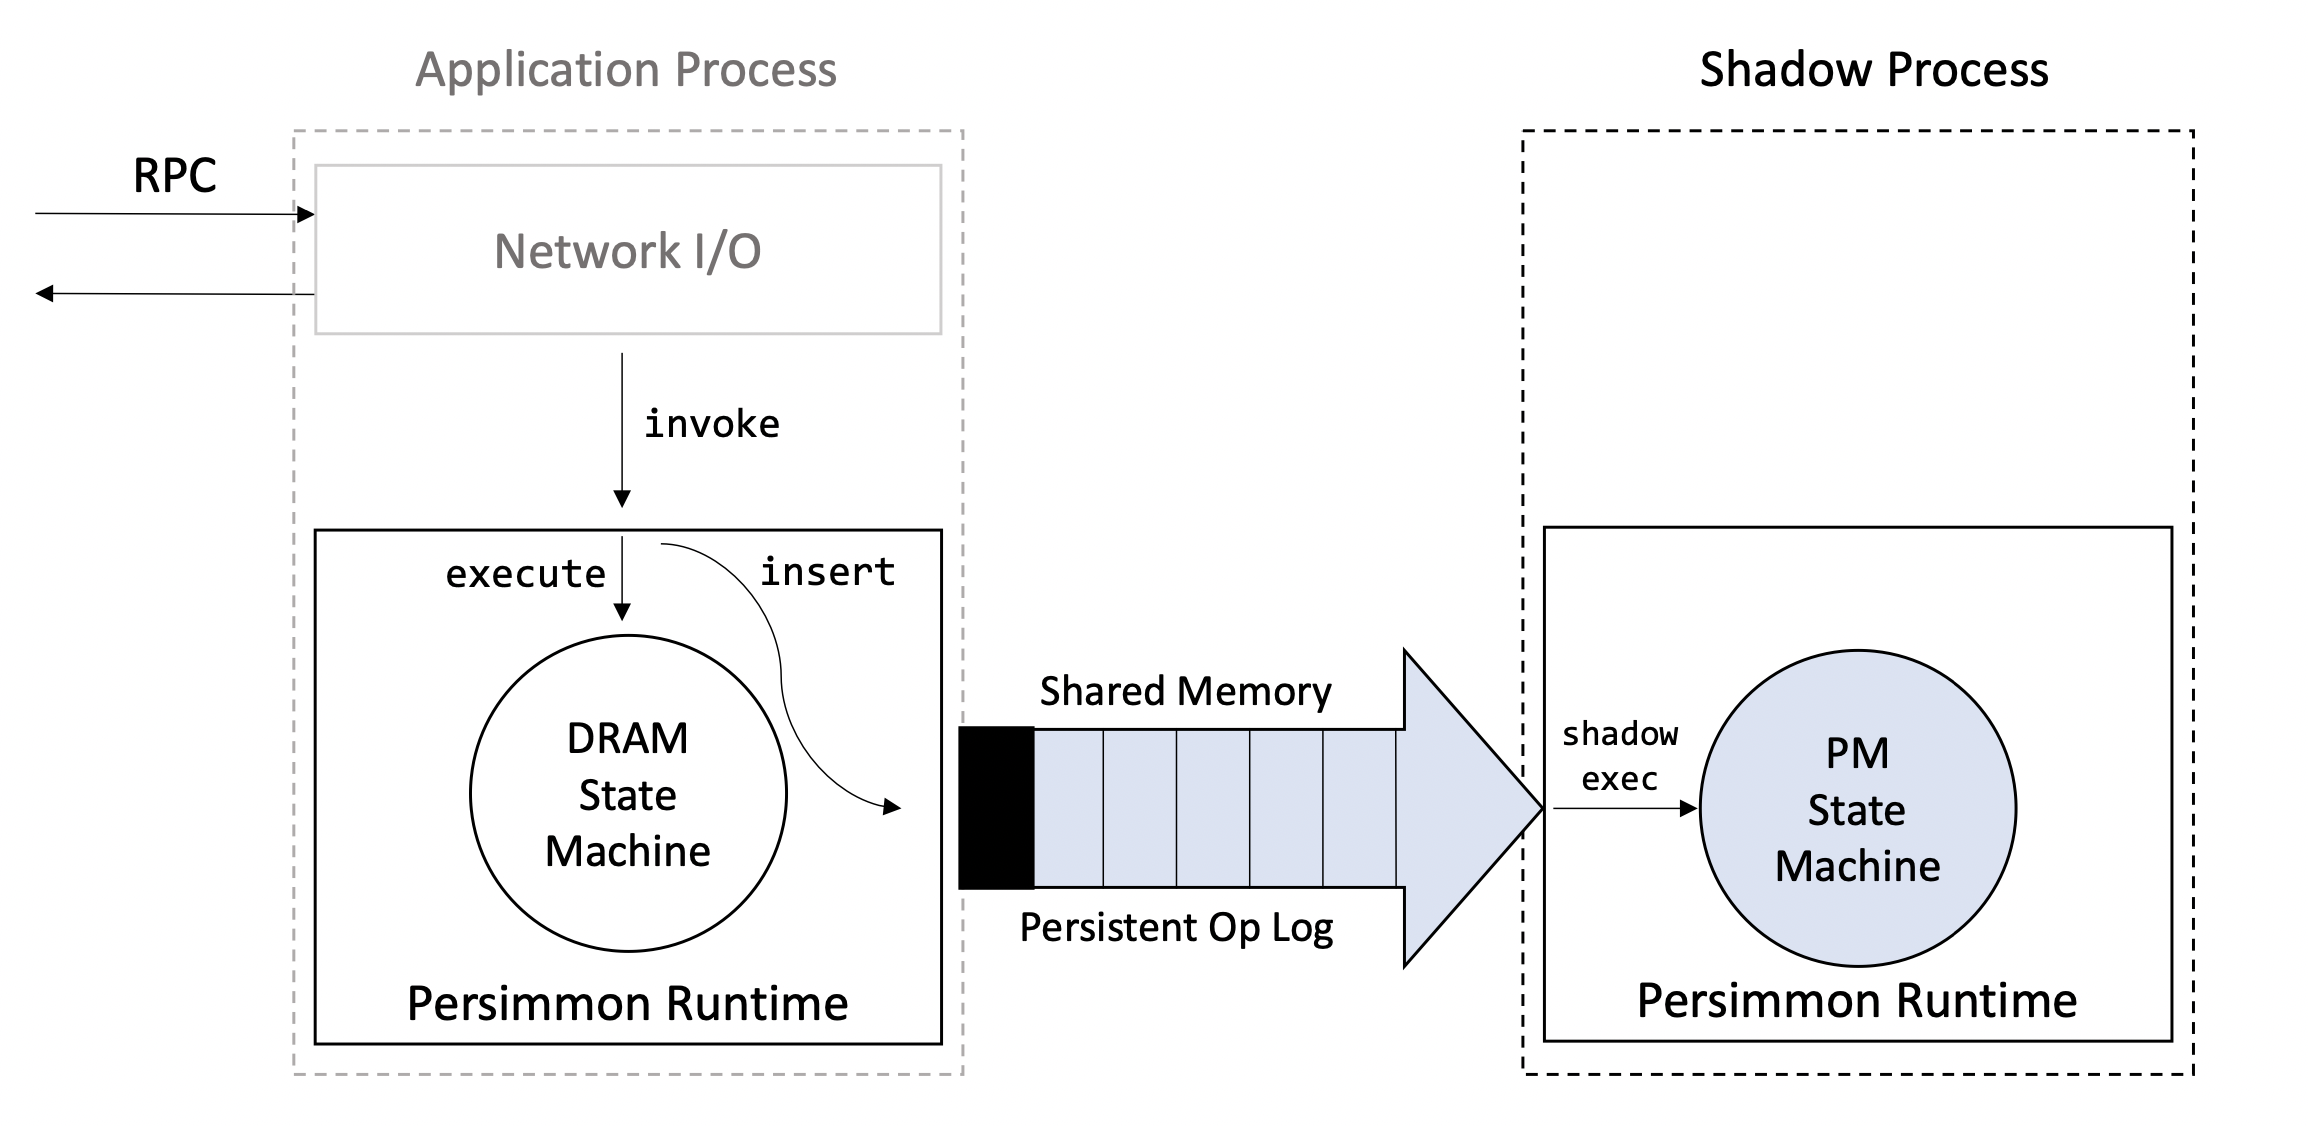 Application Process
Shadow Process
RPC
Network I/O
invoke
execute
insert
DRAM
State
Machine
Persimmon Runtime
Shared Memory
Persistent Op Log
shadow
exec
PM
State
Machine
Persimmon Runtime